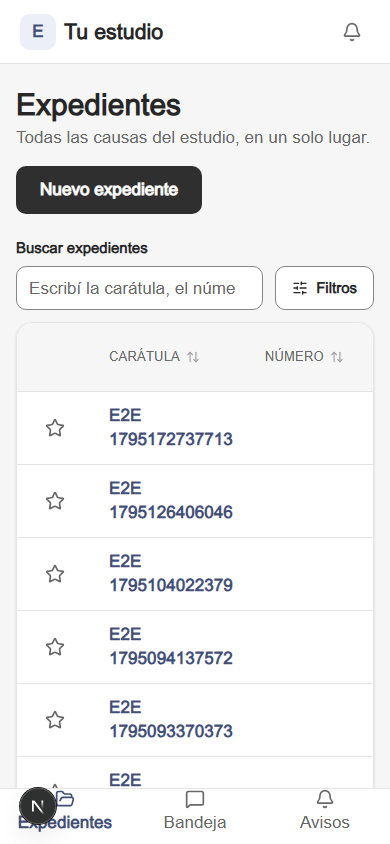 E Tu estudio
Expedientes
Todas las causas del estudio, en un solo lugar.
Nuevo expediente
Buscar expedientes
Escribí la carátula, el núme
Filtros
CARÁTULA NÚMERO
E2E
1795172737713
E2E
1795126406046
E2E
1795104022379
E2E
1795094137572
E2E
1795093370373
E2E
N
Expedientes Bandeja Avisos